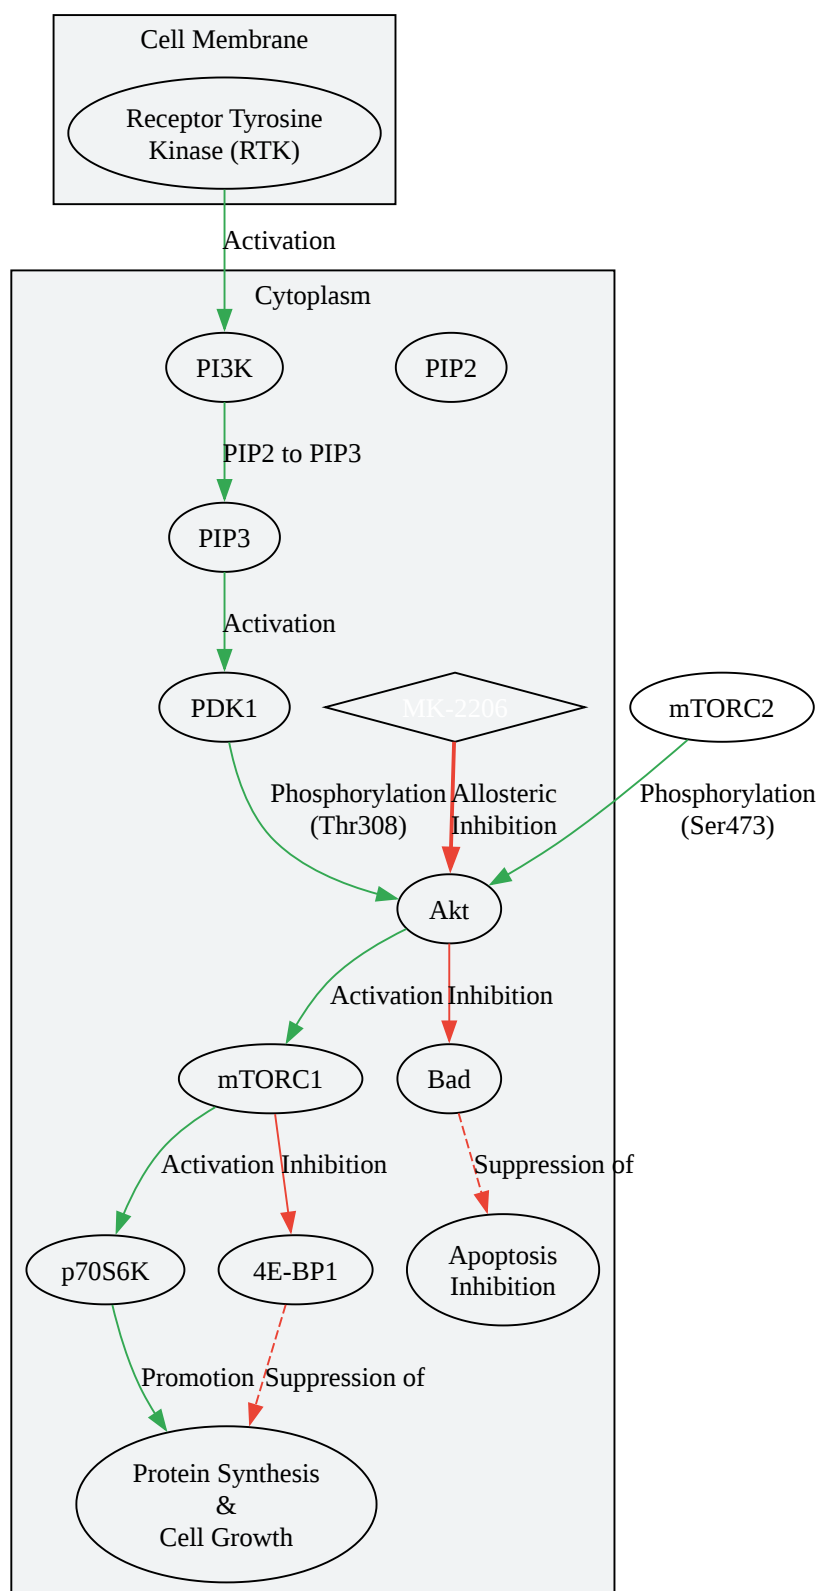 Cell Membrane
Receptor Tyrosine
Kinase (RTK)
Activation
Cytoplasm
PI3K
PIP2
PIP2 to PIP3
PIP3
Activation
PDK1
MK-2206
mTORC2
Phosphorylation
(Thr308)
Allosteric
Inhibition
Phosphorylation
(Ser473)
Akt
Activation
Inhibition
mTORC1
Bad
Activation
Inhibition
Suppression of
p70S6K
4E-BP1
Apoptosis
Inhibition
Promotion
Suppression of
Protein Synthesis
&
Cell Growth